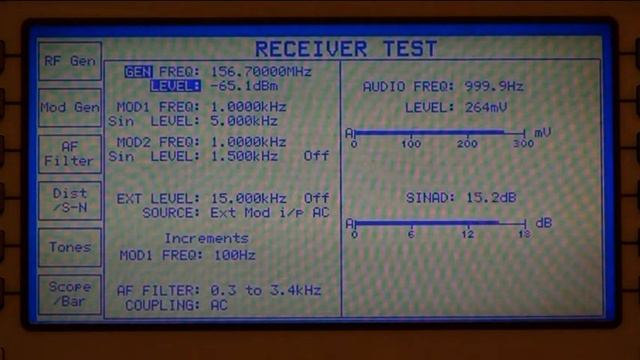 RECEIVER TEST
RF Gen
Mod Gen
AF
Filter
Dist
/S-N
Tones
Scope
/Bar
GEN FREQ: 156.70000MHz
LEVEL: -65.1dBm
MOD1 FREQ: 1.0000kHz
Sin LEVEL: 5.000kHz
MOD2 FREQ: 1.0000kHz
Sin LEVEL: 1.500kHz Off
EXT LEVEL: 15.000kHz Off
SOURCE: Ext Mod i/p AC
Increments
MOD1 FREQ: 100Hz
AF FILTER: 0.3 to 3.4kHz
COUPLING: AC
AUDIO FREQ: 999.9Hz
LEVEL: 264mV
A mV
0 100 200 300
SINAD: 15.2dB
A dB
0 6 12 18